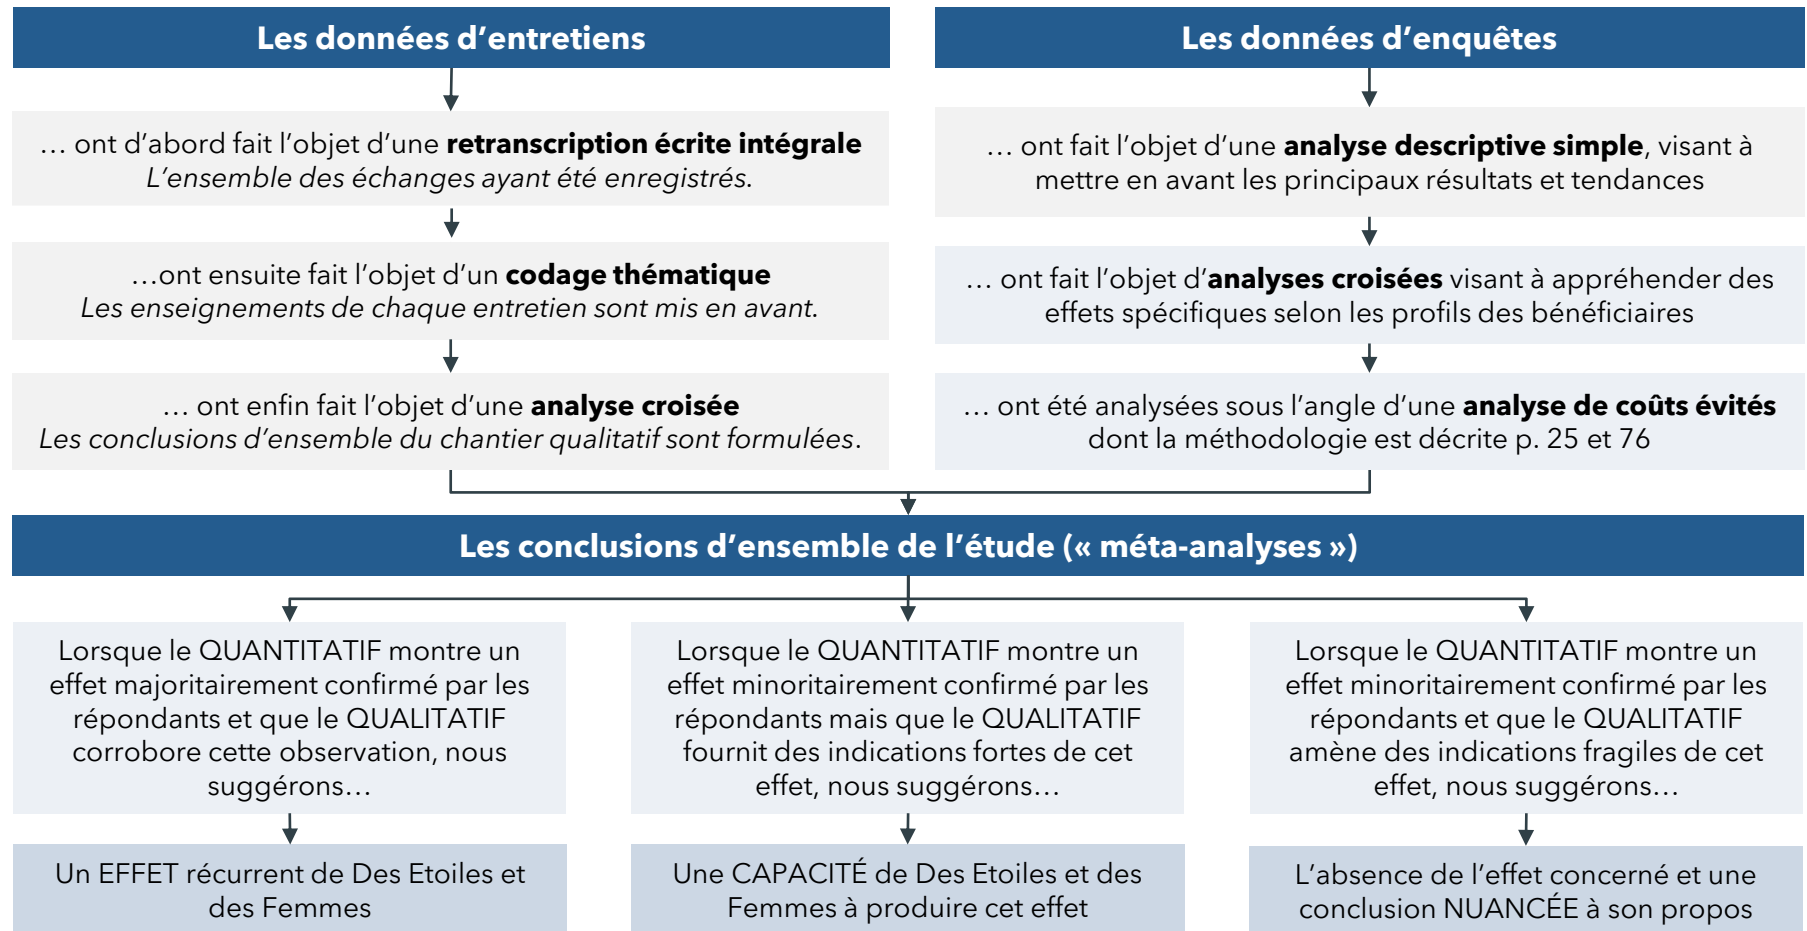 Les données d'entretiens
… ont d'abord fait l'objet d'une retranscription écrite intégrale
L'ensemble des échanges ayant été enregistrés.
…ont ensuite fait l'objet d'un codage thématique
Les enseignements de chaque entretien sont mis en avant.
… ont enfin fait l'objet d'une analyse croisée
Les conclusions d'ensemble du chantier qualitatif sont formulées.
Les données d'enquêtes
… ont fait l'objet d'une analyse descriptive simple, visant à
mettre en avant les principaux résultats et tendances
… ont fait l'objet d'analyses croisées visant à appréhender des
effets spécifiques selon les profils des bénéficiaires
… ont été analysées sous l'angle d'une analyse de coûts évités
dont la méthodologie est décrite p. 25 et 76
Les conclusions d'ensemble de l'étude (« méta-analyses »)
Lorsque le QUANTITATIF montre un
effet majoritairement confirmé par les
répondants et que le QUALITATIF
corrobore cette observation, nous
suggérons…
Un EFFET récurrent de Des Etoiles et
des Femmes
Lorsque le QUANTITATIF montre un
effet minoritairement confirmé par les
répondants mais que le QUALITATIF
fournit des indications fortes de cet
effet, nous suggérons…
Une CAPACITÉ de Des Etoiles et des
Femmes à produire cet effet
Lorsque le QUANTITATIF montre un
effet minoritairement confirmé par les
répondants et que le QUALITATIF
amène des indications fragiles de cet
effet, nous suggérons…
L'absence de l'effet concerné et une
conclusion NUANCÉE à son propos